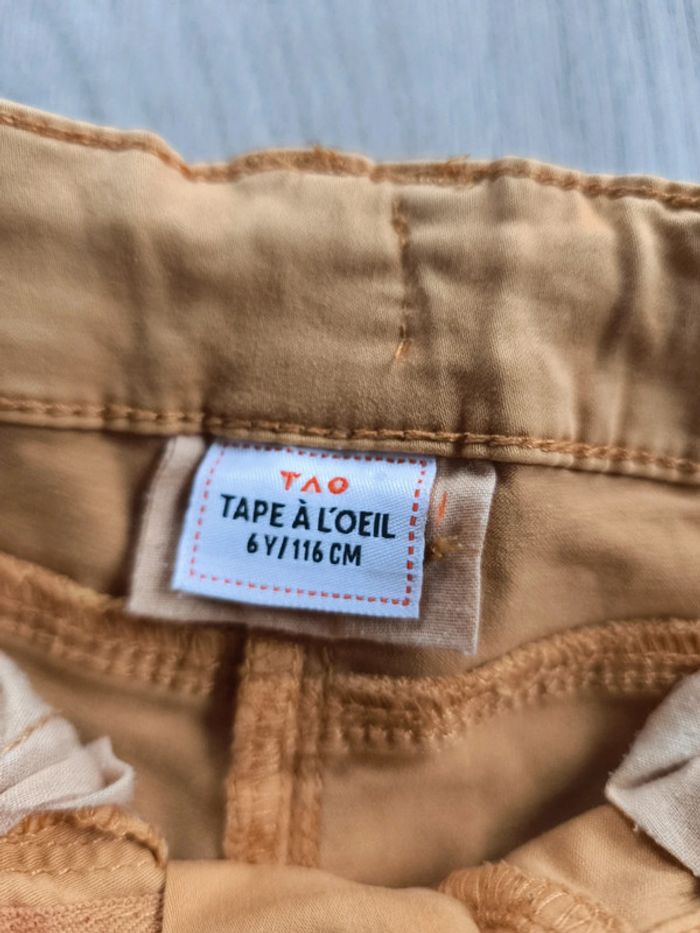 TAO
TAPE À L'OEIL
6 Y/116 CM